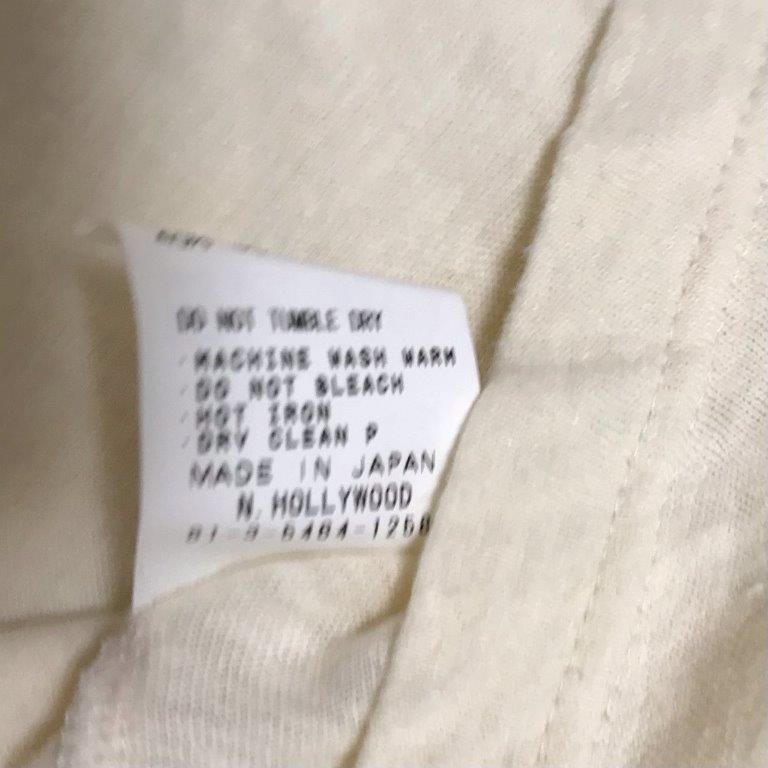 DO NOT TUMBLE DRY
MACHINE WASH WARM
DO NOT BLEACH
HOT IRON
DRY CLEAN P
MADE IN JAPAN
N. HOLLYWOOD
81-3-5464-1258